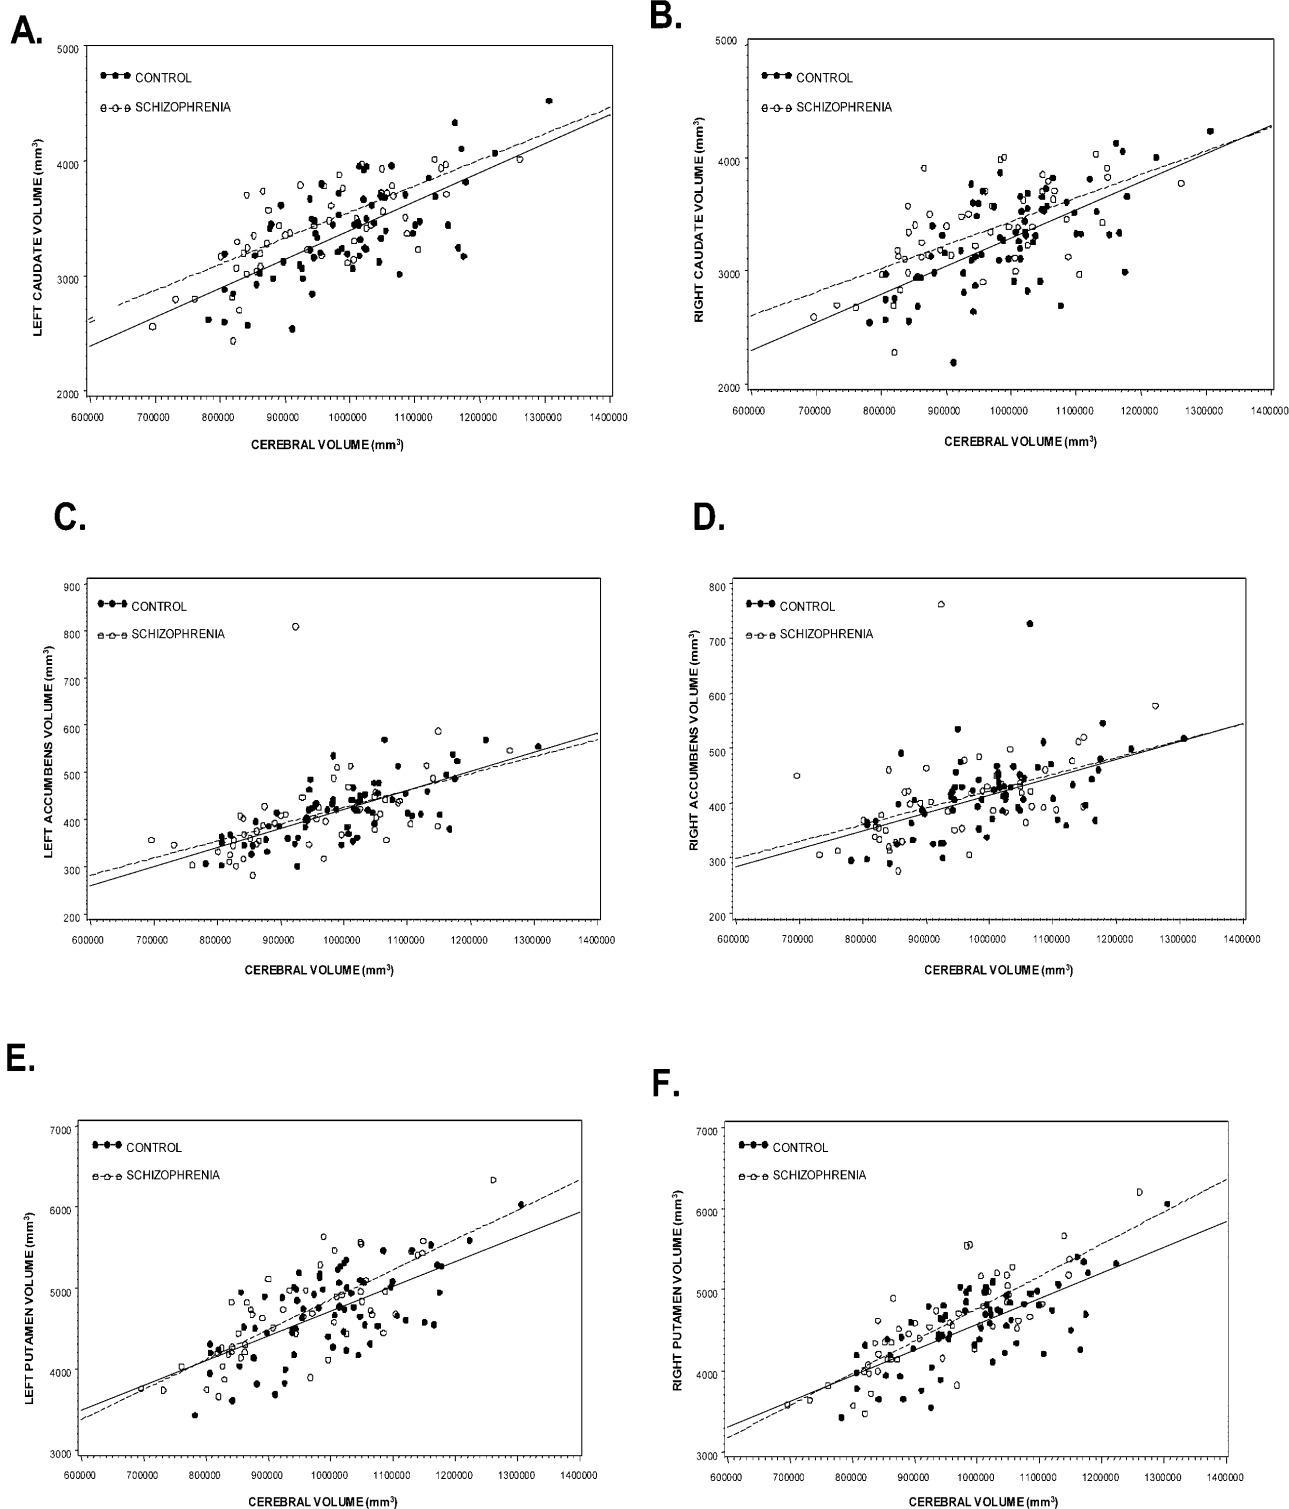 A.
5000
4000
3000
2000
CONTROL
SCHIZOPHRENIA
LEFT CAUDATE VOLUME (mm³)
600000 700000 800000 900000 1000000 1100000 1200000 1300000 1400000
CEREBRAL VOLUME (mm³)
B.
5000
4000
3000
2000
CONTROL
SCHIZOPHRENIA
RIGHT CAUDATE VOLUME (mm³)
600000 700000 800000 900000 1000000 1100000 1200000 1300000 1400000
CEREBRAL VOLUME (mm³)
C.
900
800
700
600
500
400
300
200
CONTROL
SCHIZOPHRENIA
LEFT ACCUMBENS VOLUME (mm³)
600000 700000 800000 900000 1000000 1100000 1200000 1300000 1400000
CEREBRAL VOLUME (mm³)
D.
800
700
600
500
400
300
200
CONTROL
SCHIZOPHRENIA
RIGHT ACCUMBENS VOLUME (mm³)
600000 700000 800000 900000 1000000 1100000 1200000 1300000 1400000
CEREBRAL VOLUME (mm³)
E.
7000
6000
5000
4000
3000
CONTROL
SCHIZOPHRENIA
LEFT PUTAMEN VOLUME (mm³)
600000 700000 800000 900000 1000000 1100000 1200000 1300000 1400000
CEREBRAL VOLUME (mm³)
F.
7000
6000
5000
4000
3000
CONTROL
SCHIZOPHRENIA
RIGHT PUTAMEN VOLUME (mm³)
600000 700000 800000 900000 1000000 1100000 1200000 1300000 1400000
CEREBRAL VOLUME (mm³)